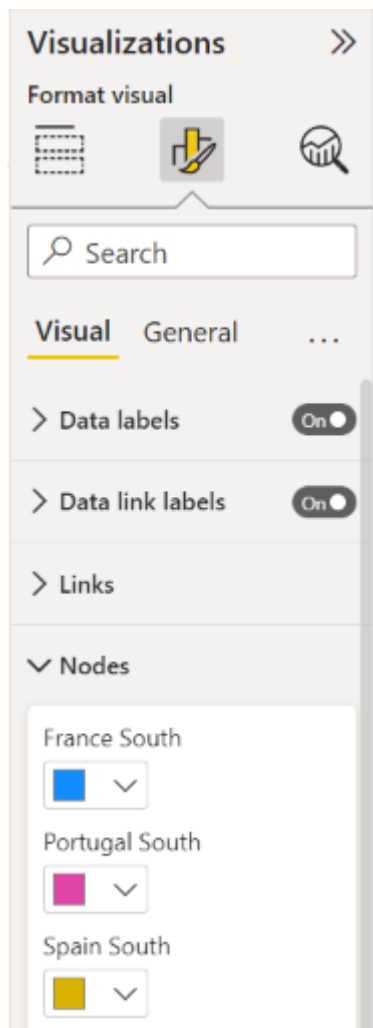 Visualizations
Format visual
Search
Visual General ...
Data labels On
Data link labels On
Links
Nodes
France South
Portugal South
Spain South